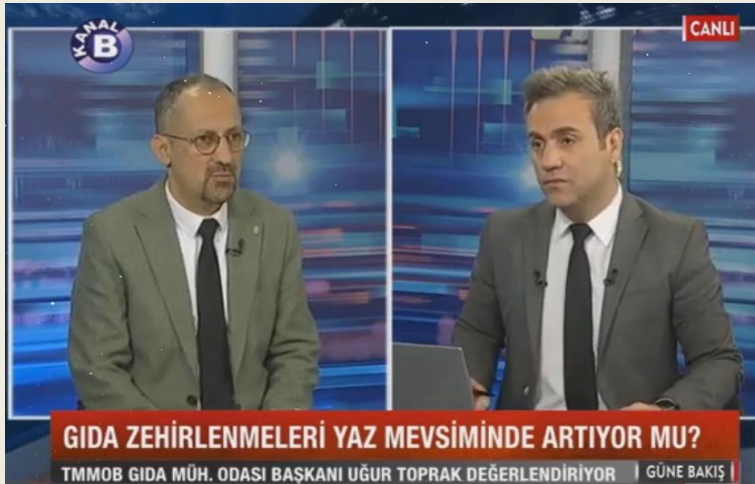 KANAL B
CANLI
GIDA ZEHİRLENMELERİ YAZ MEVSİMİNDE ARTIYOR MU?
TMMOB GIDA MÜH. ODASI BAŞKANI UĞUR TOPRAK DEĞERLENDİRİYOR
GÜNE BAKIŞ